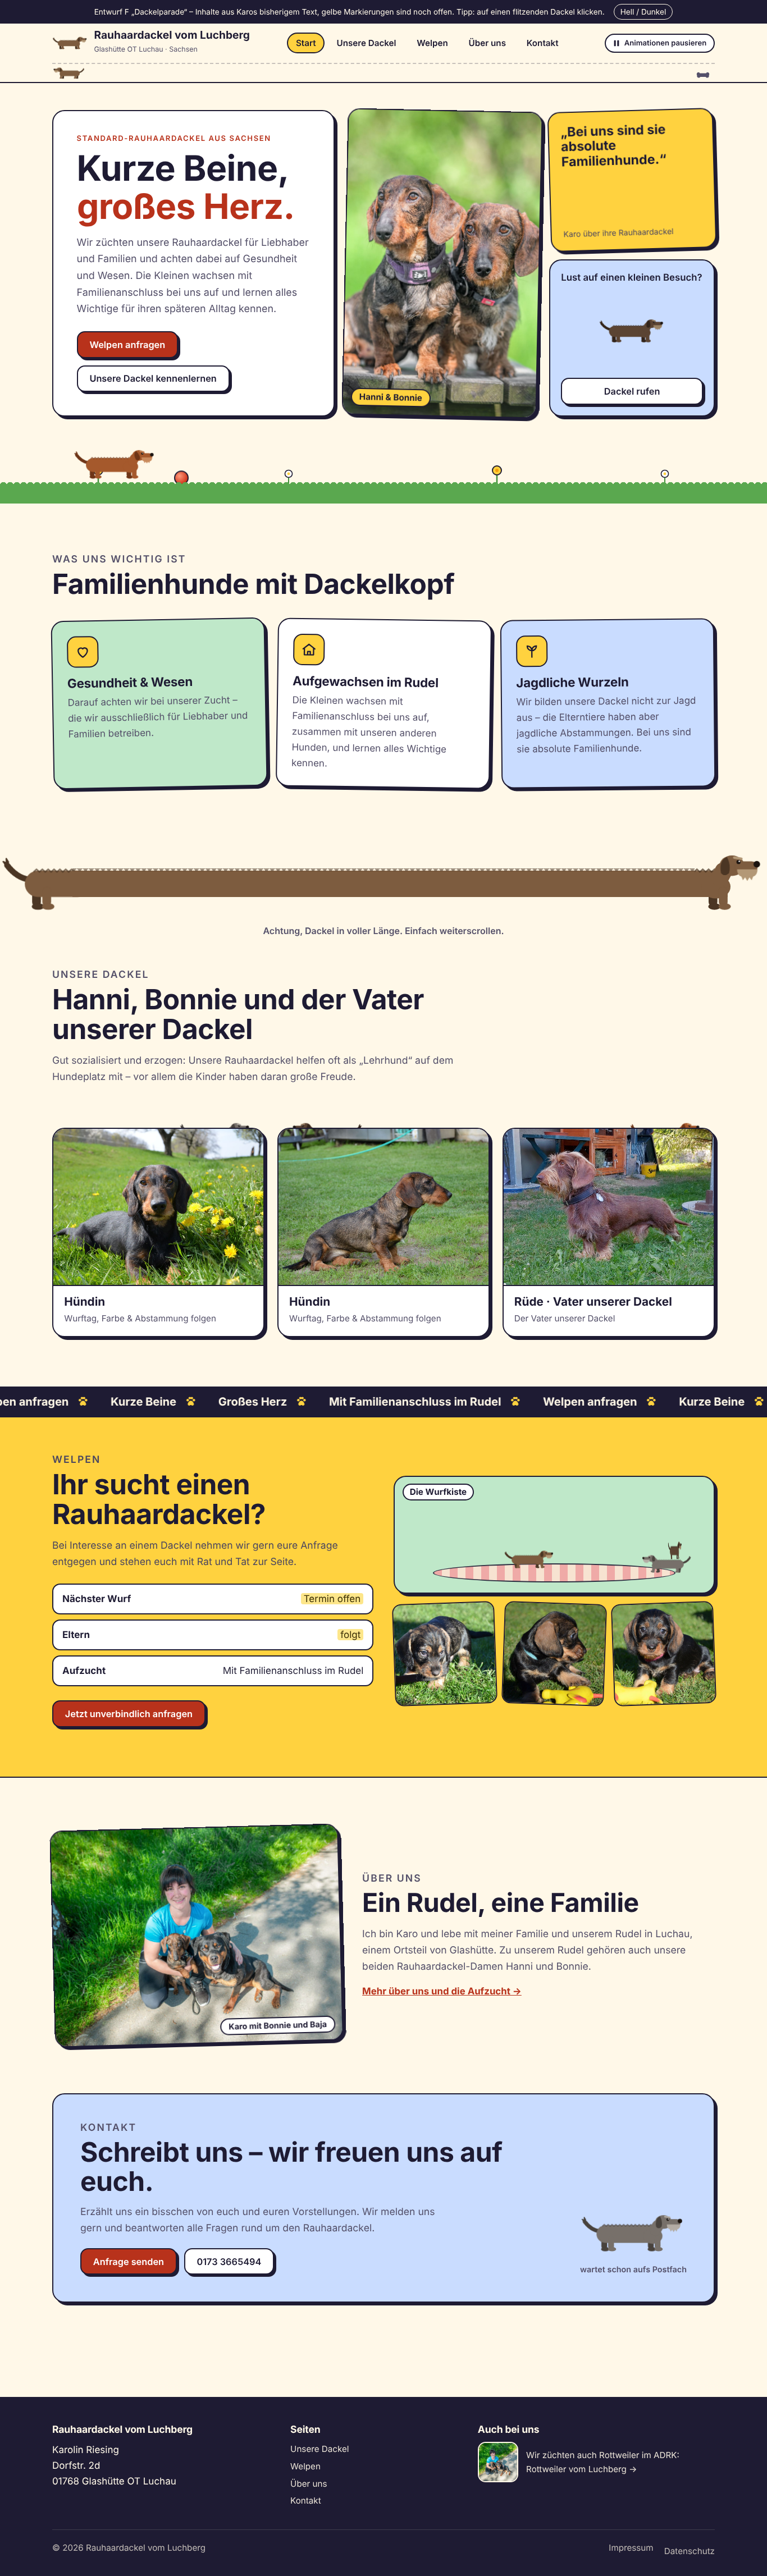 Entwurf F „Dackelparade“ – Inhalte aus Karos bisherigem Text, gelbe Markierungen sind noch offen. Tipp: auf einen flitzenden Dackel klicken.
Hell / Dunkel
Rauhaardackel vom Luchberg
Glashütte OT Luchau · Sachsen
Start
Unsere Dackel
Welpen
Über uns
Kontakt
Animationen pausieren
STANDARD-RAUHAARDACKEL AUS SACHSEN
Kurze Beine,
großes Herz.
Wir züchten unsere Rauhaardackel für Liebhaber
und Familien und achten dabei auf Gesundheit
und Wesen. Die Kleinen wachsen mit
Familienanschluss bei uns auf und lernen alles
Wichtige für ihren späteren Alltag kennen.
Welpen anfragen
Unsere Dackel kennenlernen
Hanni & Bonnie
„Bei uns sind sie
absolute
Familienhunde.“
Karo über ihre Rauhaardackel
Lust auf einen kleinen Besuch?
Dackel rufen
WAS UNS WICHTIG IST
Familienhunde mit Dackelkopf
Gesundheit & Wesen
Darauf achten wir bei unserer Zucht –
die wir ausschließlich für Liebhaber und
Familien betreiben.
Aufgewachsen im Rudel
Die Kleinen wachsen mit
Familienanschluss bei uns auf,
zusammen mit unseren anderen
Hunden, und lernen alles Wichtige
kennen.
Jagdliche Wurzeln
Wir bilden unsere Dackel nicht zur Jagd
aus – die Elterntiere haben aber
jagdliche Abstammungen. Bei uns sind
sie absolute Familienhunde.
Achtung, Dackel in voller Länge. Einfach weiterscrollen.
UNSERE DACKEL
Hanni, Bonnie und der Vater
unserer Dackel
Gut sozialisiert und erzogen: Unsere Rauhaardackel helfen oft als „Lehrhund“ auf dem
Hundeplatz mit – vor allem die Kinder haben daran große Freude.
Hündin
Wurftag, Farbe & Abstammung folgen
Hündin
Wurftag, Farbe & Abstammung folgen
Rüde · Vater unserer Dackel
Der Vater unserer Dackel
pen anfragen
Kurze Beine
Großes Herz
Mit Familienanschluss im Rudel
Welpen anfragen
Kurze Beine
WELPEN
Ihr sucht einen
Rauhaardackel?
Bei Interesse an einem Dackel nehmen wir gern eure Anfrage
entgegen und stehen euch mit Rat und Tat zur Seite.
Nächster Wurf
Termin offen
Eltern
folgt
Aufzucht
Mit Familienanschluss im Rudel
Jetzt unverbindlich anfragen
Die Wurfkiste
Karo mit Bonnie und Baja
ÜBER UNS
Ein Rudel, eine Familie
Ich bin Karo und lebe mit meiner Familie und unserem Rudel in Luchau,
einem Ortsteil von Glashütte. Zu unserem Rudel gehören auch unsere
beiden Rauhaardackel-Damen Hanni und Bonnie.
Mehr über uns und die Aufzucht →
KONTAKT
Schreibt uns – wir freuen uns auf
euch.
Erzählt uns ein bisschen von euch und euren Vorstellungen. Wir melden uns
gern und beantworten alle Fragen rund um den Rauhaardackel.
Anfrage senden
0173 3665494
wartet schon aufs Postfach
Rauhaardackel vom Luchberg
Karolin Riesing
Dorfstr. 2d
01768 Glashütte OT Luchau
Seiten
Unsere Dackel
Welpen
Über uns
Kontakt
Auch bei uns
Wir züchten auch Rottweiler im ADRK:
Rottweiler vom Luchberg →
© 2026 Rauhaardackel vom Luchberg
Impressum
Datenschutz